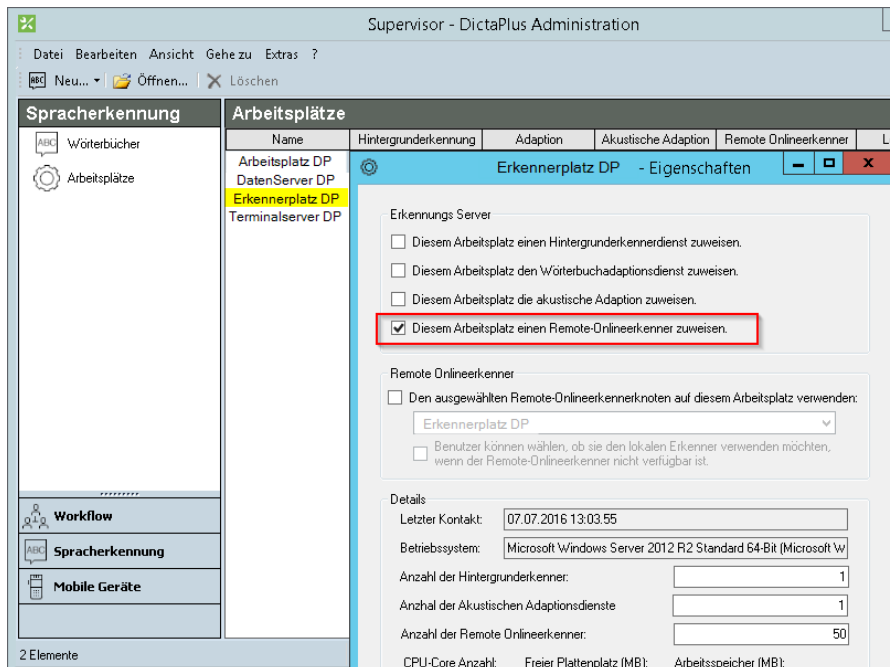 Supervisor - DictaPlus Administration
Datei Bearbeiten Ansicht Gehe zu Extras ?
ABC Neu... Öffnen... Löschen
Spracherkennung
ABC Wörterbücher
Arbeitsplätze
Arbeitsplätze
Name Hintergrunderkennung Adaption Akustische Adaption Remote Onlineerkenner L
Arbeitsplatz DP
DatenServer DP
Erkennerplatz DP
Terminalserver DP
Erkennerplatz DP - Eigenschaften
Erkennungs Server
Diesem Arbeitsplatz einen Hintergrunderkennerdienst zuweisen.
Diesem Arbeitsplatz den Wörterbuchadaptionsdienst zuweisen.
Diesem Arbeitsplatz die akustische Adaption zuweisen.
Diesem Arbeitsplatz einen Remote-Onlineerkenner zuweisen.
Remote Onlineerkenner
Den ausgewählten Remote-Onlineerkennerknoten auf diesem Arbeitsplatz verwenden:
Erkennerplatz DP
Benutzer können wählen, ob sie den lokalen Erkenner verwenden möchten,
wenn der Remote-Onlineerkenner nicht verfügbar ist.
Details
Letzter Kontakt: 07.07.2016 13:03.55
Betriebssystem: Microsoft Windows Server 2012 R2 Standard 64-Bit (Microsoft W
Anzahl der Hintergrunderkenner: 1
Anzhal der Akustischen Adaptionsdienste 1
Anzahl der Remote Onlineerkenner: 50
CPU-Core Anzahl: Freier Plattenplatz (MB): Arbeitsspeicher (MB):
Workflow
ABC Spracherkennung
Mobile Geräte
2 Elemente